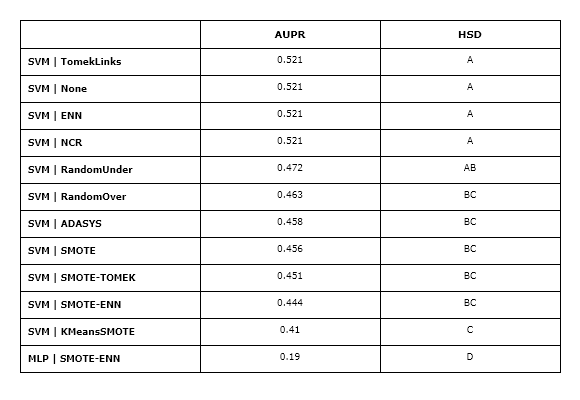 AUPR HSD
SVM | TomekLinks 0.521 A
SVM | None 0.521 A
SVM | ENN 0.521 A
SVM | NCR 0.521 A
SVM | RandomUnder 0.472 AB
SVM | RandomOver 0.463 BC
SVM | ADASYS 0.458 BC
SVM | SMOTE 0.456 BC
SVM | SMOTE-TOMEK 0.451 BC
SVM | SMOTE-ENN 0.444 BC
SVM | KMeansSMOTE 0.41 C
MLP | SMOTE-ENN 0.19 D